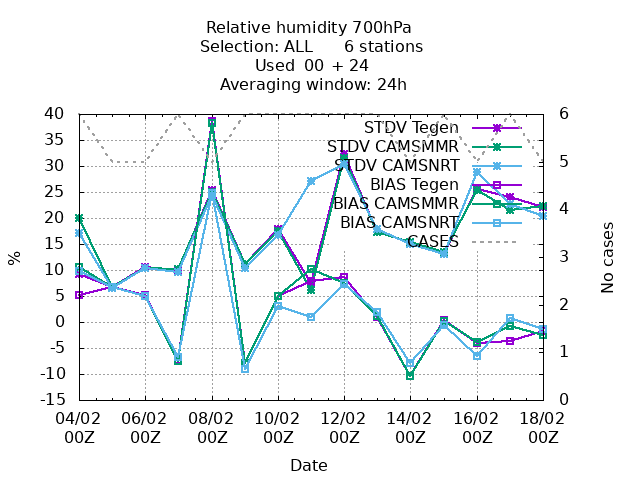 Relative humidity 700hPa
Selection: ALL 6 stations
Used 00 + 24
Averaging window: 24h
40
35
30
25
20
15
10
5
0
-5
-10
-15
%
6
5
4
3
2
1
0
No cases
STDV Tegen
STDV CAMSMMR
STDV CAMSNRT
BIAS Tegen
BIAS CAMSMMR
BIAS CAMSNRT
CASES
04/02 06/02 08/02 10/02 12/02 14/02 16/02 18/02
00Z 00Z 00Z 00Z 00Z 00Z 00Z 00Z
Date